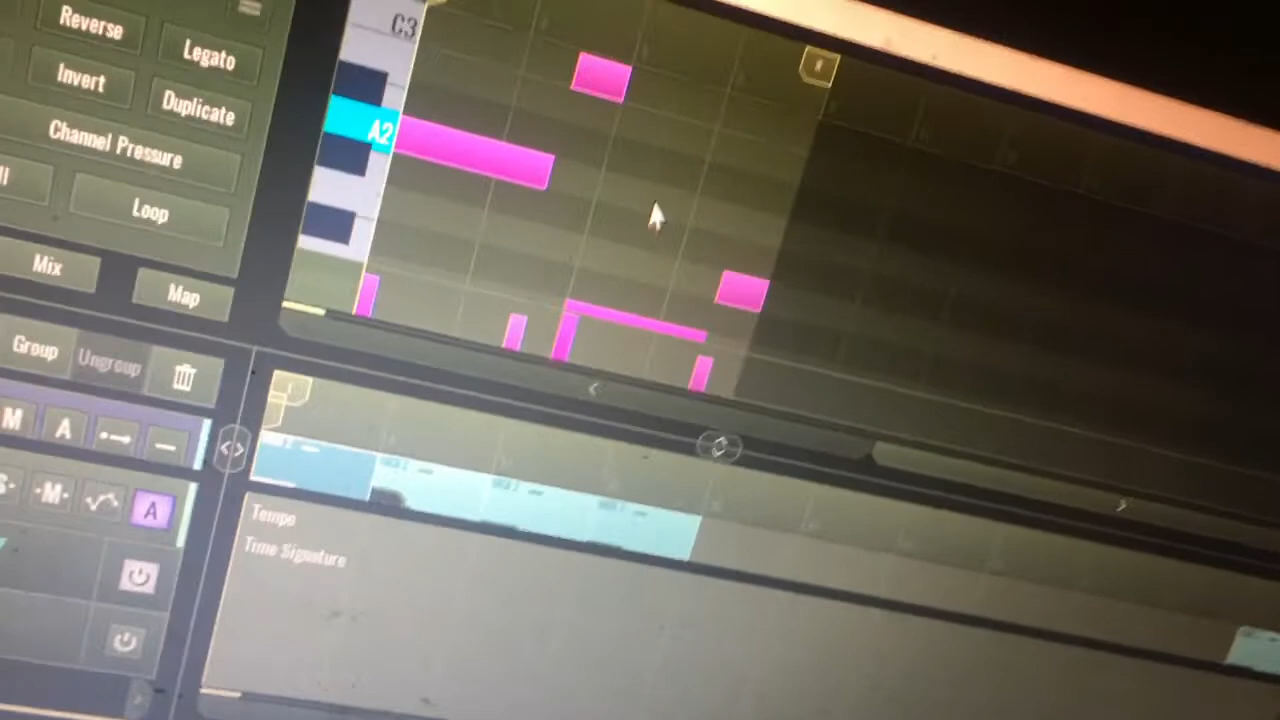 Reverse
Legato
C3
Invert
Duplicate
A2
Channel Pressure
Loop
Mix
Map
Group
Ungroup
M
A
M
A
Tempo
Time Signature